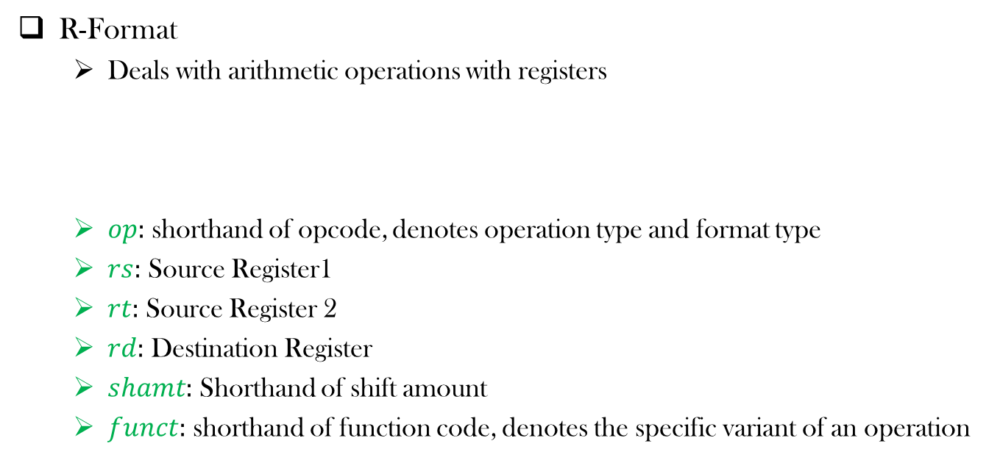 R-Format
Deals with arithmetic operations with registers
op: shorthand of opcode, denotes operation type and format type
rs: Source Register1
rt: Source Register 2
rd: Destination Register
shamt: Shorthand of shift amount
funct: shorthand of function code, denotes the specific variant of an operation